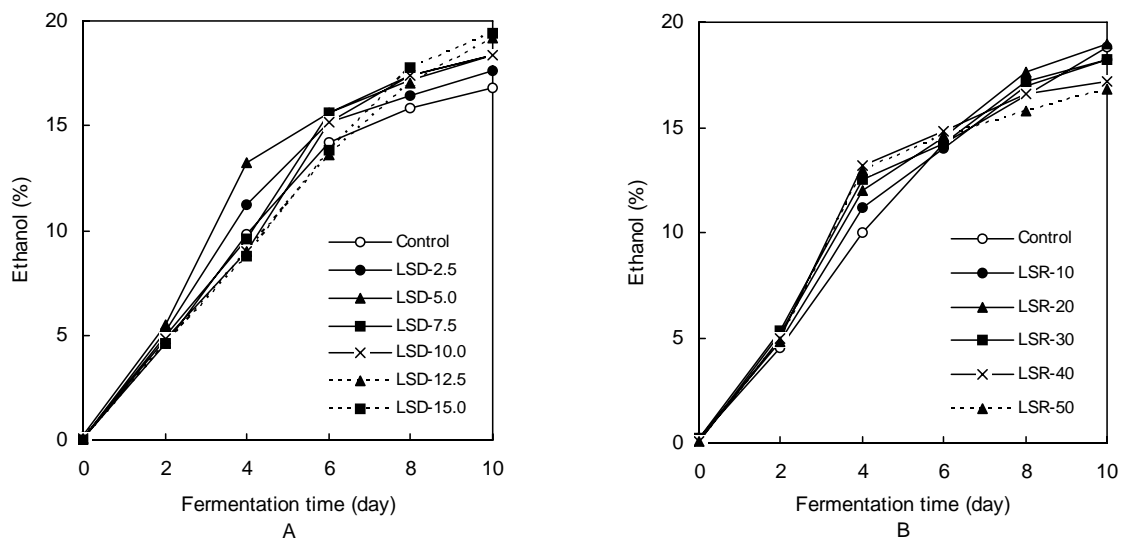 20
15
10
5
0
Ethanol (%)
Control
LSD-2.5
LSD-5.0
LSD-7.5
LSD-10.0
LSD-12.5
LSD-15.0
0 2 4 6 8 10
Fermentation time (day)
A
20
15
10
5
0
Ethanol (%)
Control
LSR-10
LSR-20
LSR-30
LSR-40
LSR-50
0 2 4 6 8 10
Fermentation time (day)
B